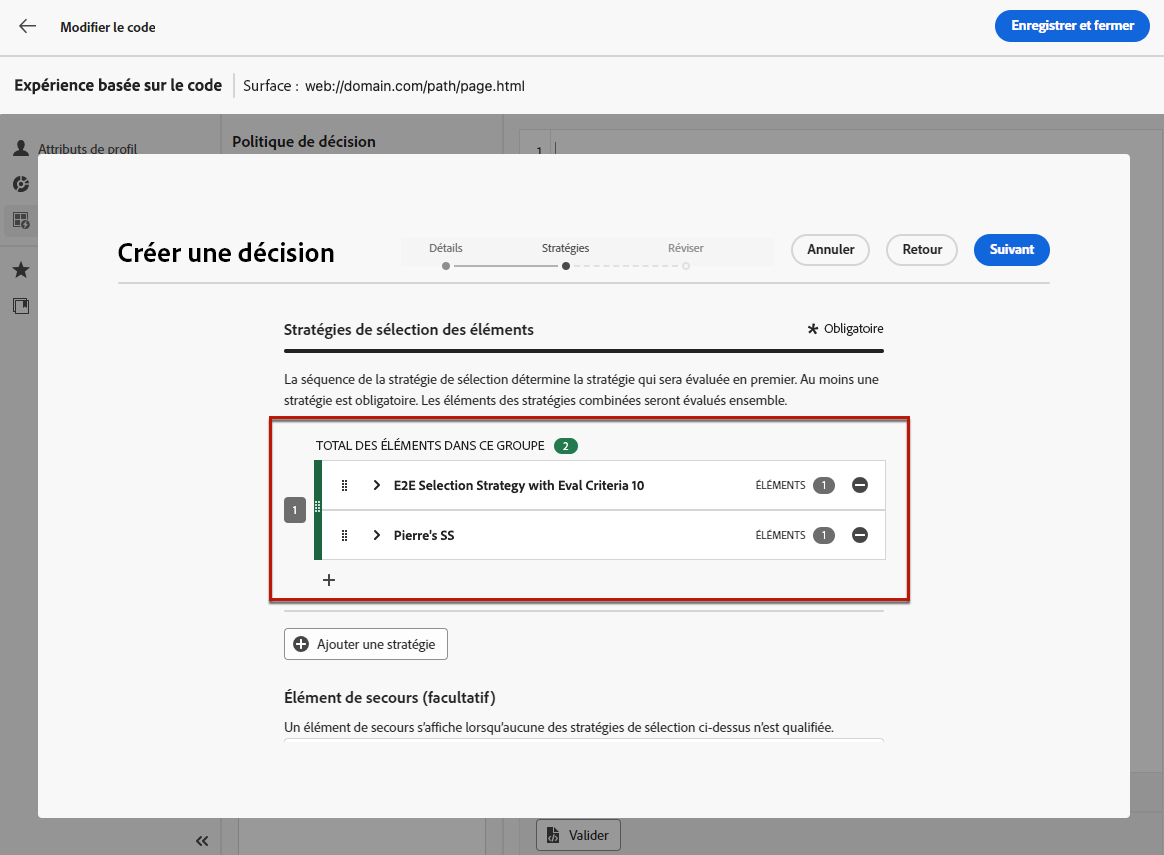 Modifier le code
Enregistrer et fermer
Expérience basée sur le code
Surface : web://domain.com/path/page.html
Attributs de profil
Politique de décision
1
Créer une décision
Détails
Stratégies
Réviser
Annuler
Retour
Suivant
Stratégies de sélection des éléments
* Obligatoire
La séquence de la stratégie de sélection détermine la stratégie qui sera évaluée en premier. Au moins une
stratégie est obligatoire. Les éléments des stratégies combinées seront évalués ensemble.
TOTAL DES ÉLÉMENTS DANS CE GROUPE 2
1
E2E Selection Strategy with Eval Criteria 10
ÉLÉMENTS 1
Pierre's SS
ÉLÉMENTS 1
Ajouter une stratégie
Élément de secours (facultatif)
Un élément de secours s’affiche lorsqu’aucune des stratégies de sélection ci-dessus n’est qualifiée.
Valider